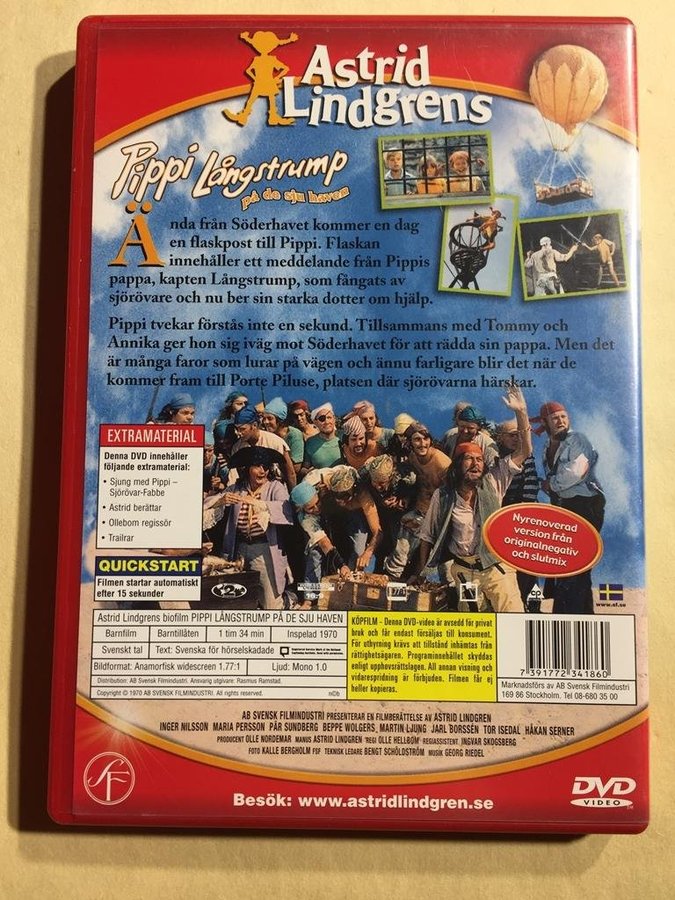 Astrid
Lindgrens
Pippi Långstrump
på de sju haven
Ända från Söderhavet kommer en dag
en flaskpost till Pippi. Flaskan
innehåller ett meddelande från Pippis
pappa, kapten Långstrump, som fångats av
sjörövare och nu ber sin starka dotter om hjälp.
Pippi tvekar förstås inte en sekund. Tillsammans med Tommy och
Annika ger hon sig iväg mot Söderhavet för att rädda sin pappa. Men det
är många faror som lurar på vägen och ännu farligare blir det när de
kommer fram till Porto Piluse, platsen där sjörövarna härskar.
EXTRAMATERIAL
Denna DVD innehåller
följande extramaterial:
• Sjung med Pippi –
Sjörövar-Fabbe
• Astrid berättar
• Ollebom regissör
• Trailrar
QUICKSTART
Filmen startar automatiskt
efter 15 sekunder
Nyrenoverad
version från
originalnegativ
och slutmix
www.sf.se
Astrid Lindgrens biofilm PIPPI LÅNGSTRUMP PÅ DE SJU HAVEN
Barnfilm Barntillåten 1 tim 34 min Inspelad 1970
Svenskt tal Text: Svenska för hörselskadade
Bildformat: Anamorfisk widescreen 1.77:1 Ljud: Mono 1.0
Distribution: AB Svensk Filmindustri. Ansvarig utgivare: Rasmus Ramstad.
Copyright © 1970 AB SVENSK FILMINDUSTRI. All rights reserved.
KÖPFILM - Denna DVD-video är avsedd för privat
bruk och får endast försäljas till konsument.
För uthyrning krävs att tillstånd inhämtas från
rättighetsägaren. Programinnehållet skyddas
enligt upphovsrättslagen. All annan visning och
vidarespridning är förbjuden. Filmen får ej
heller kopieras.
7 391772 341860
Marknadsförs av AB Svensk Filmindustri
169 86 Stockholm. Tel 08-680 35 00
AB SVENSK FILMINDUSTRI PRESENTERAR EN FILMBERÄTTELSE AV ASTRID LINDGREN
INGER NILSSON MARIA PERSSON PÄR SUNDBERG BEPPE WOLGERS MARTIN LJUNG JARL BORSSÉN TOR ISEDAL HÅKAN SERNER
PRODUCENT OLLE NORDEMAR MANUS ASTRID LINDGREN REGI OLLE HELLBOM REGIASSISTENT INGVAR SKOGSBERG
FOTO KALLE BERGHOLM FSF TEKNISK LEDARE BENGT SCHÖLDSTRÖM MUSIK GEORG RIEDEL
SF
Besök: www.astridlindgren.se
DVD
VIDEO